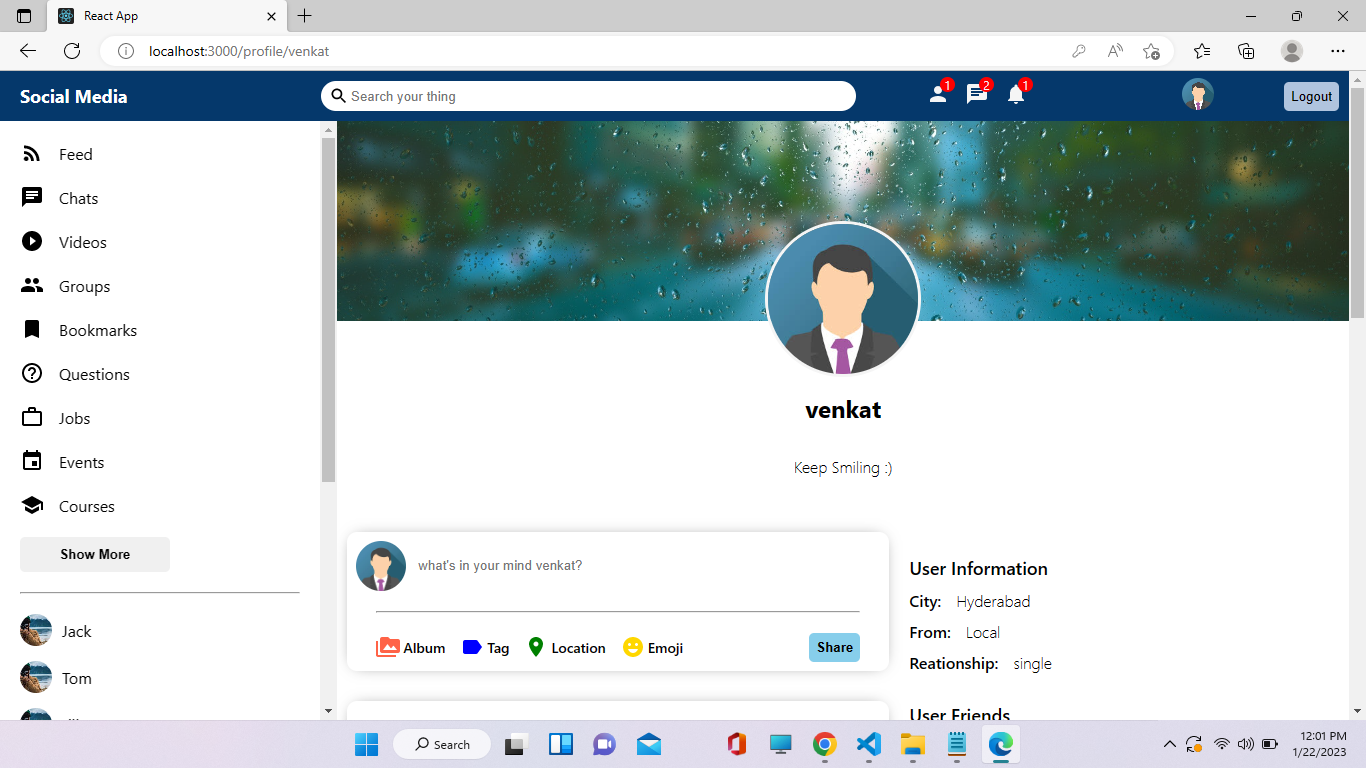 React App
localhost:3000/profile/venkat
Social Media
Search your thing
1
2
1
Logout
Feed
Chats
Videos
Groups
Bookmarks
Questions
Jobs
Events
Courses
Show More
Jack
Tom
venkat
Keep Smiling :)
what's in your mind venkat?
Album Tag Location Emoji Share
User Information
City: Hyderabad
From: Local
Reationship: single
User Friends
Search
12:01 PM
1/22/2023